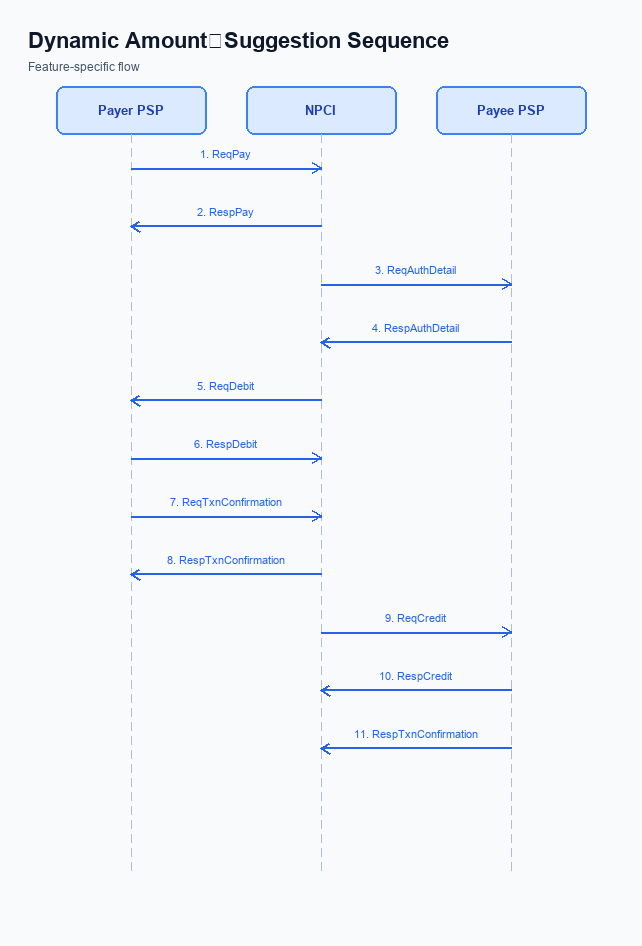 Dynamic Amount□Suggestion Sequence
Feature-specific flow
Payer PSP
NPCI
Payee PSP
1. ReqPay
2. RespPay
3. ReqAuthDetail
4. RespAuthDetail
5. ReqDebit
6. RespDebit
7. ReqTxnConfirmation
8. RespTxnConfirmation
9. ReqCredit
10. RespCredit
11. RespTxnConfirmation